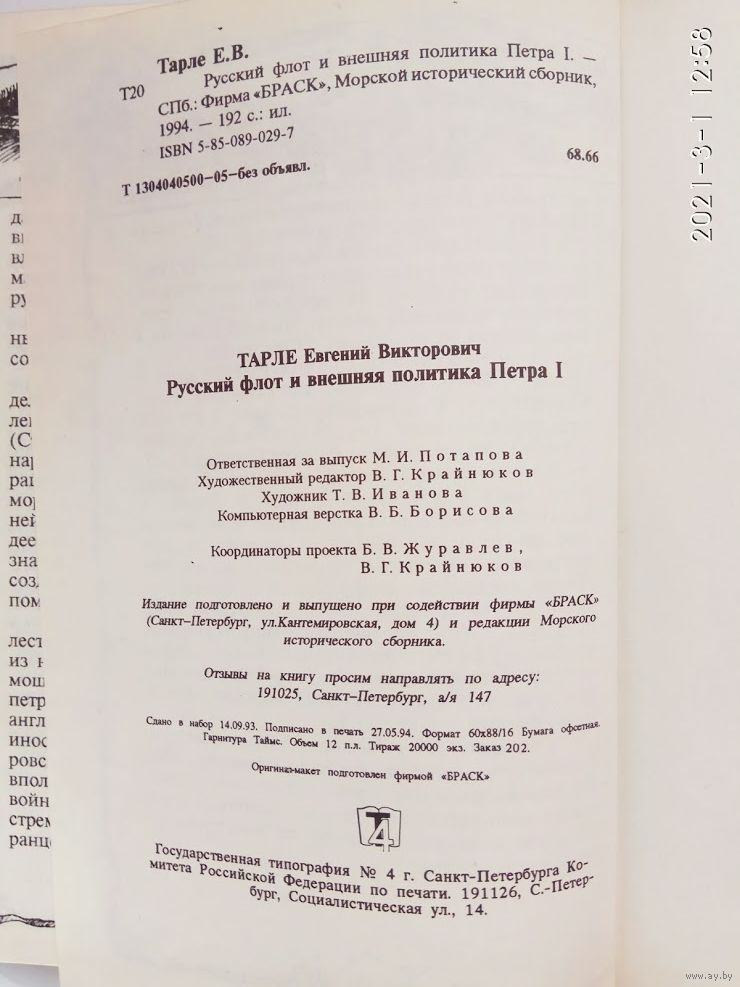 Тарле Е.В.
Т20 Русский флот и внешняя политика Петра I. —
СПб.: Фирма «БРАСК», Морской исторический сборник,
1994. — 192 с.: ил.
ISBN 5-85-089-029-7
Т 1304040500-05-без объявл.
68.66
ТАРЛЕ Евгений Викторович
Русский флот и внешняя политика Петра I
Ответственная за выпуск М. И. Потапова
Художественный редактор В. Г. Крайнюков
Художник Т. В. Иванова
Компьютерная верстка В. Б. Борисова
Координаторы проекта Б. В. Журавлев,
В. Г. Крайнюков
Издание подготовлено и выпущено при содействии фирмы «БРАСК»
(Санкт-Петербург, ул.Кантемировская, дом 4) и редакции Морского
исторического сборника.
Отзывы на книгу просим направлять по адресу:
191025, Санкт-Петербург, а/я 147
Сдано в набор 14.09.93. Подписано в печать 27.05.94. Формат 60х88/16 Бумага офсетная.
Гарнитура Таймс. Объем 12 п.л. Тираж 20000 экз. Заказ 202.
Оригинал-макет подготовлен фирмой «БРАСК»
Т4
Государственная типография № 4 г. Санкт-Петербурга Ко-
митета Российской Федерации по печати. 191126, С.-Петер-
бург, Социалистическая ул., 14.
2021-3-1 12:58
www.ay.by